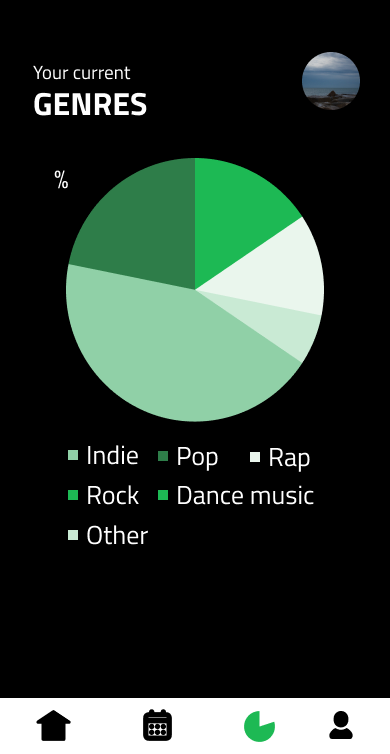 Your current
GENRES
%
Indie Pop Rap
Rock Dance music
Other